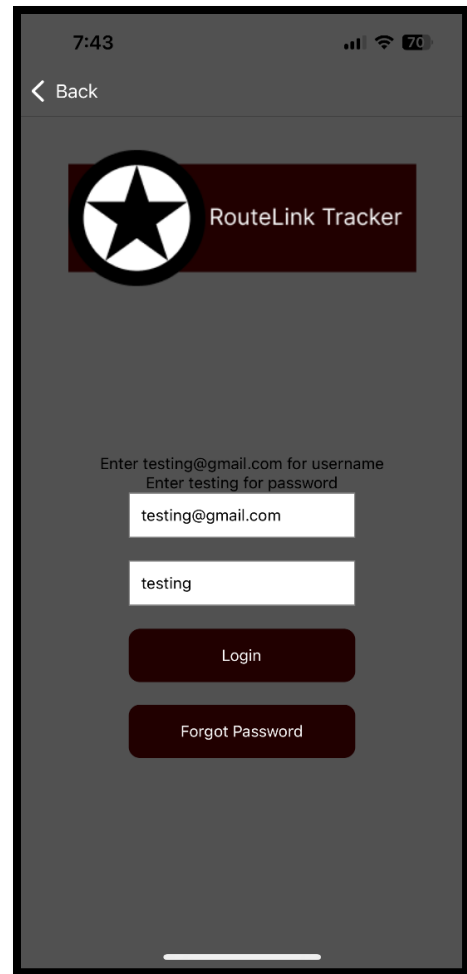 7:43
70
Back
RouteLink Tracker
Enter testing@gmail.com for username
Enter testing for password
testing@gmail.com
testing
Login
Forgot Password